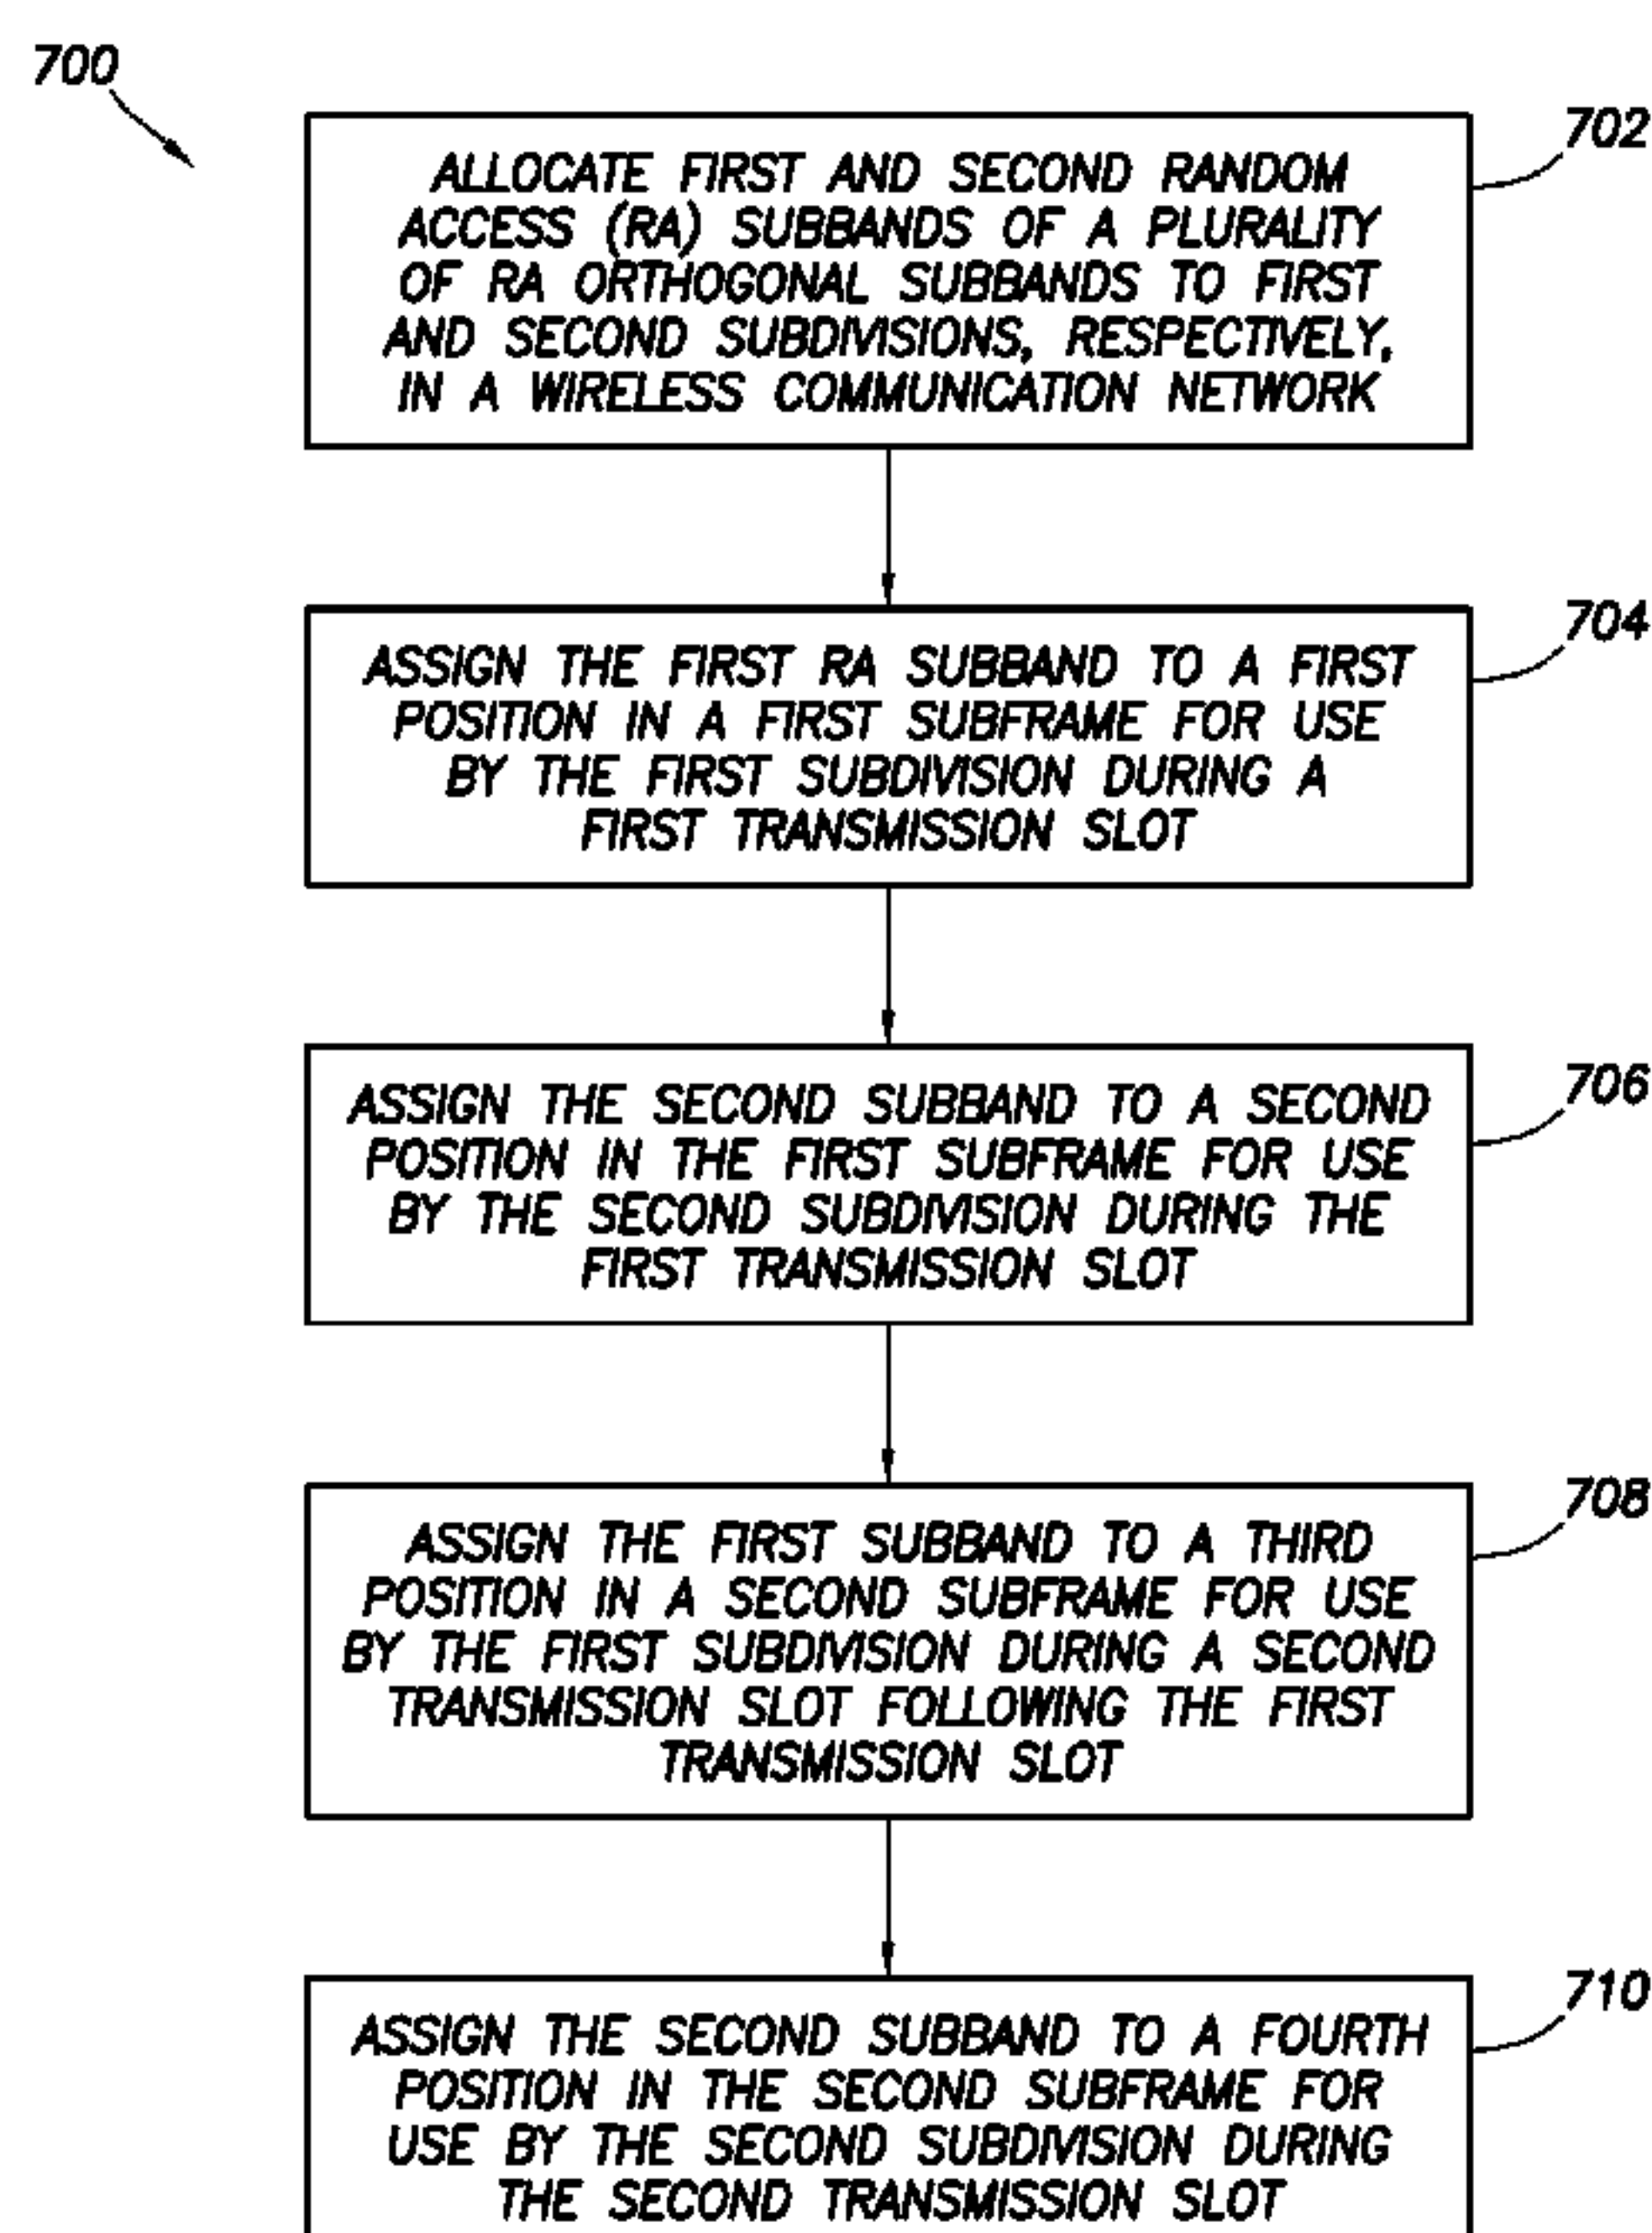 700
702
ALLOCATE FIRST AND SECOND RANDOM
ACCESS (RA) SUBBANDS OF A PLURALITY
OF RA ORTHOGONAL SUBBANDS TO FIRST
AND SECOND SUBDIVISIONS, RESPECTIVELY,
IN A WIRELESS COMMUNICATION NETWORK
704
ASSIGN THE FIRST RA SUBBAND TO A FIRST
POSITION IN A FIRST SUBFRAME FOR USE
BY THE FIRST SUBDIVISION DURING A
FIRST TRANSMISSION SLOT
706
ASSIGN THE SECOND SUBBAND TO A SECOND
POSITION IN THE FIRST SUBFRAME FOR USE
BY THE SECOND SUBDIVISION DURING THE
FIRST TRANSMISSION SLOT
708
ASSIGN THE FIRST SUBBAND TO A THIRD
POSITION IN A SECOND SUBFRAME FOR USE
BY THE FIRST SUBDIVISION DURING A SECOND
TRANSMISSION SLOT FOLLOWING THE FIRST
TRANSMISSION SLOT
710
ASSIGN THE SECOND SUBBAND TO A FOURTH
POSITION IN THE SECOND SUBFRAME FOR
USE BY THE SECOND SUBDIVISION DURING
THE SECOND TRANSMISSION SLOT